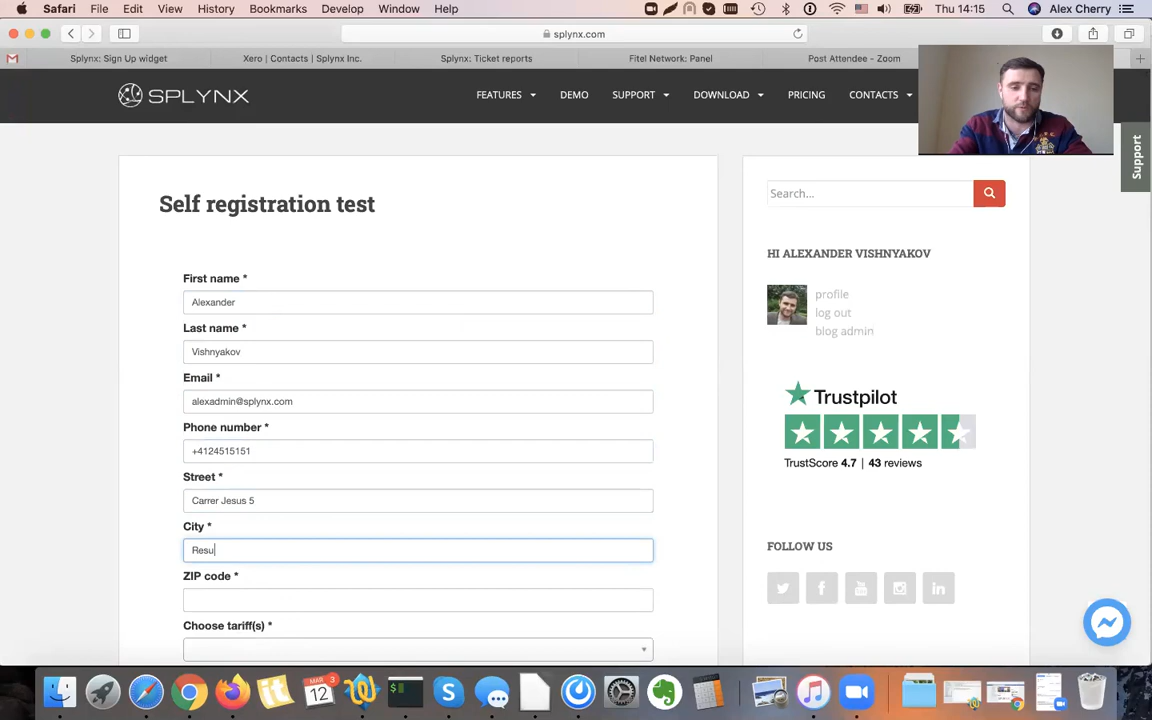 Safari File Edit View History Bookmarks Develop Window Help Thu 14:15 Alex Cherry
splynx.com
Splynx: Sign Up widget Xero | Contacts | Splynx Inc. Splynx: Ticket reports Fitel Network: Panel Post Attendee - Zoom
SPLYNX FEATURES DEMO SUPPORT DOWNLOAD PRICING CONTACTS
Support
Self registration test
First name *
Alexander
Last name *
Vishnyakov
Email *
alexadmin@splynx.com
Phone number *
+4124515151
Street *
Carrer Jesus 5
City *
Resu
ZIP code *
Choose tariff(s) *
Search...
HI ALEXANDER VISHNYAKOV
profile
log out
blog admin
Trustpilot
TrustScore 4.7 | 43 reviews
FOLLOW US
MAR
12
3